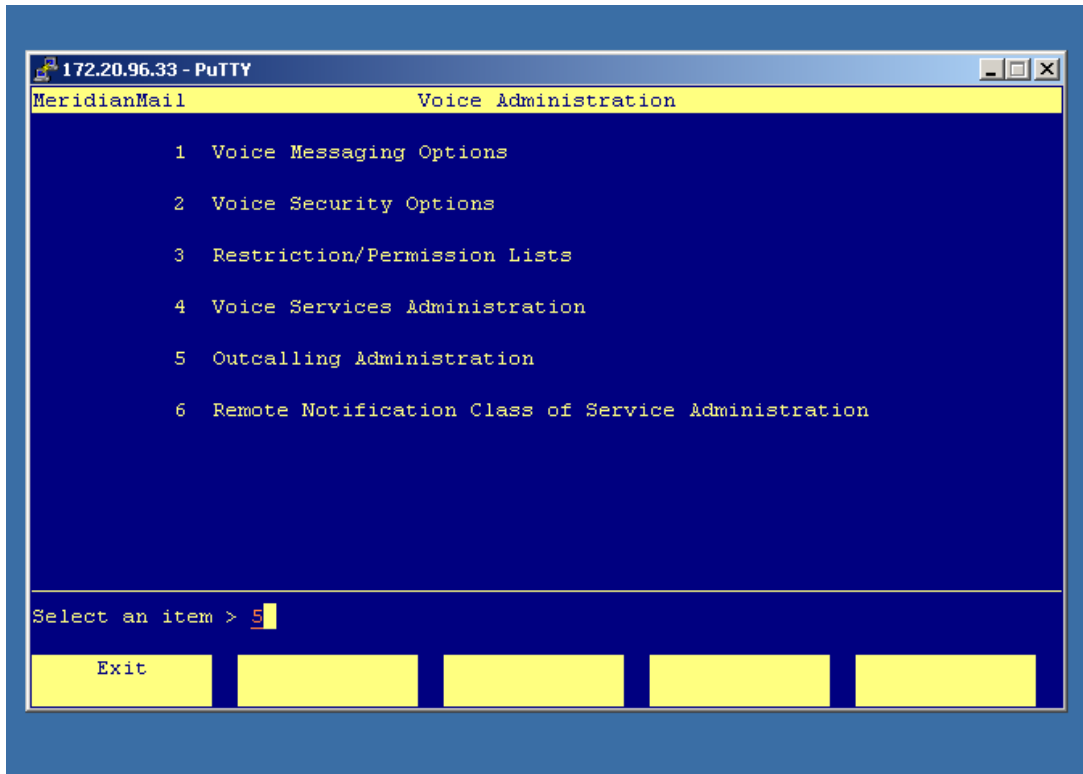 172.20.96.33 - PuTTY
MeridianMail Voice Administration
1 Voice Messaging Options
2 Voice Security Options
3 Restriction/Permission Lists
4 Voice Services Administration
5 Outcalling Administration
6 Remote Notification Class of Service Administration
Select an item > 5
Exit